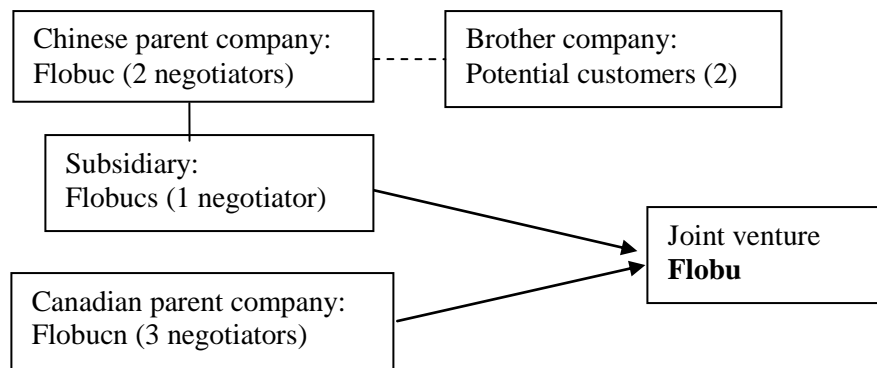 Chinese parent company:
Flobuc (2 negotiators)
Brother company:
Potential customers (2)
Subsidiary:
Flobucs (1 negotiator)
Joint venture
Flobu
Canadian parent company:
Flobucn (3 negotiators)